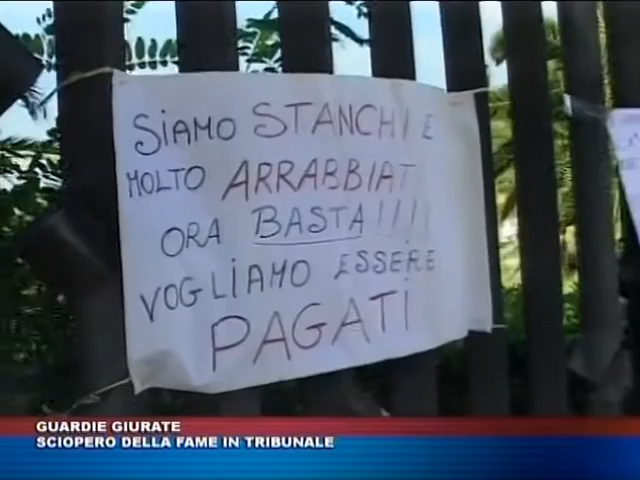 SiAMO STANCHI E
MOLTO ARRABBIAT
ORA BASTA!!!!
VOGLIAMO ESSERE
PAGATi
GUARDIE GIURATE
SCIOPERO DELLA FAME IN TRIBUNALE